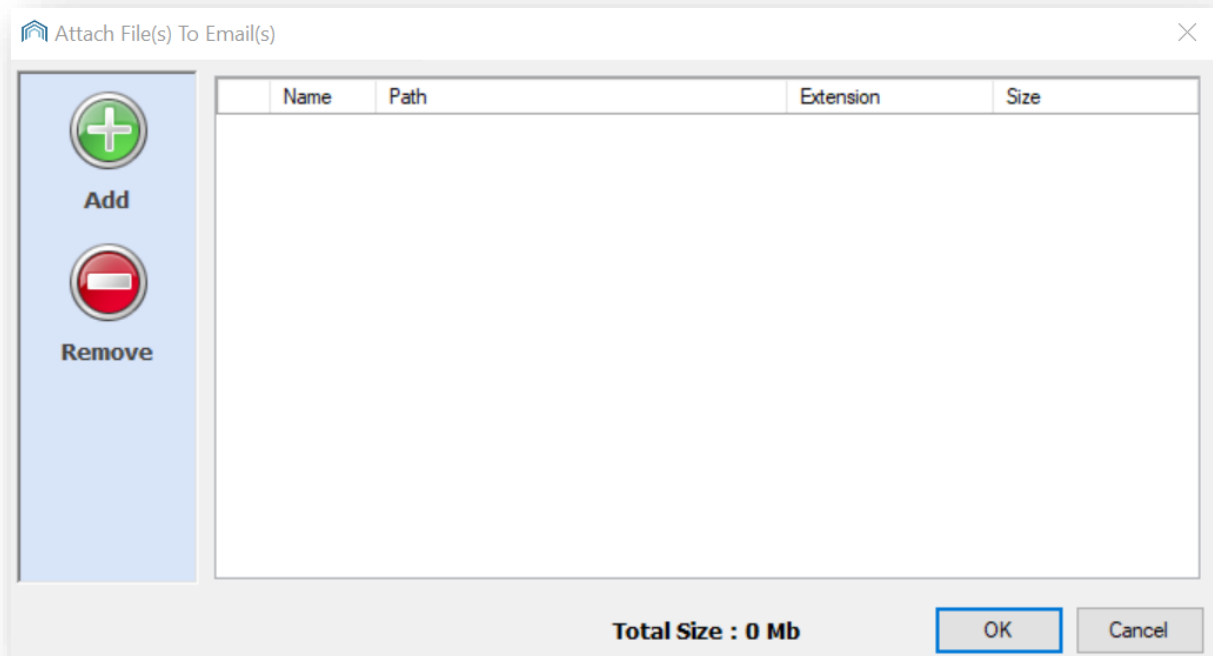 Attach File(s) To Email(s)
Name Path Extension Size
Add
Remove
Total Size : 0 Mb
OK Cancel